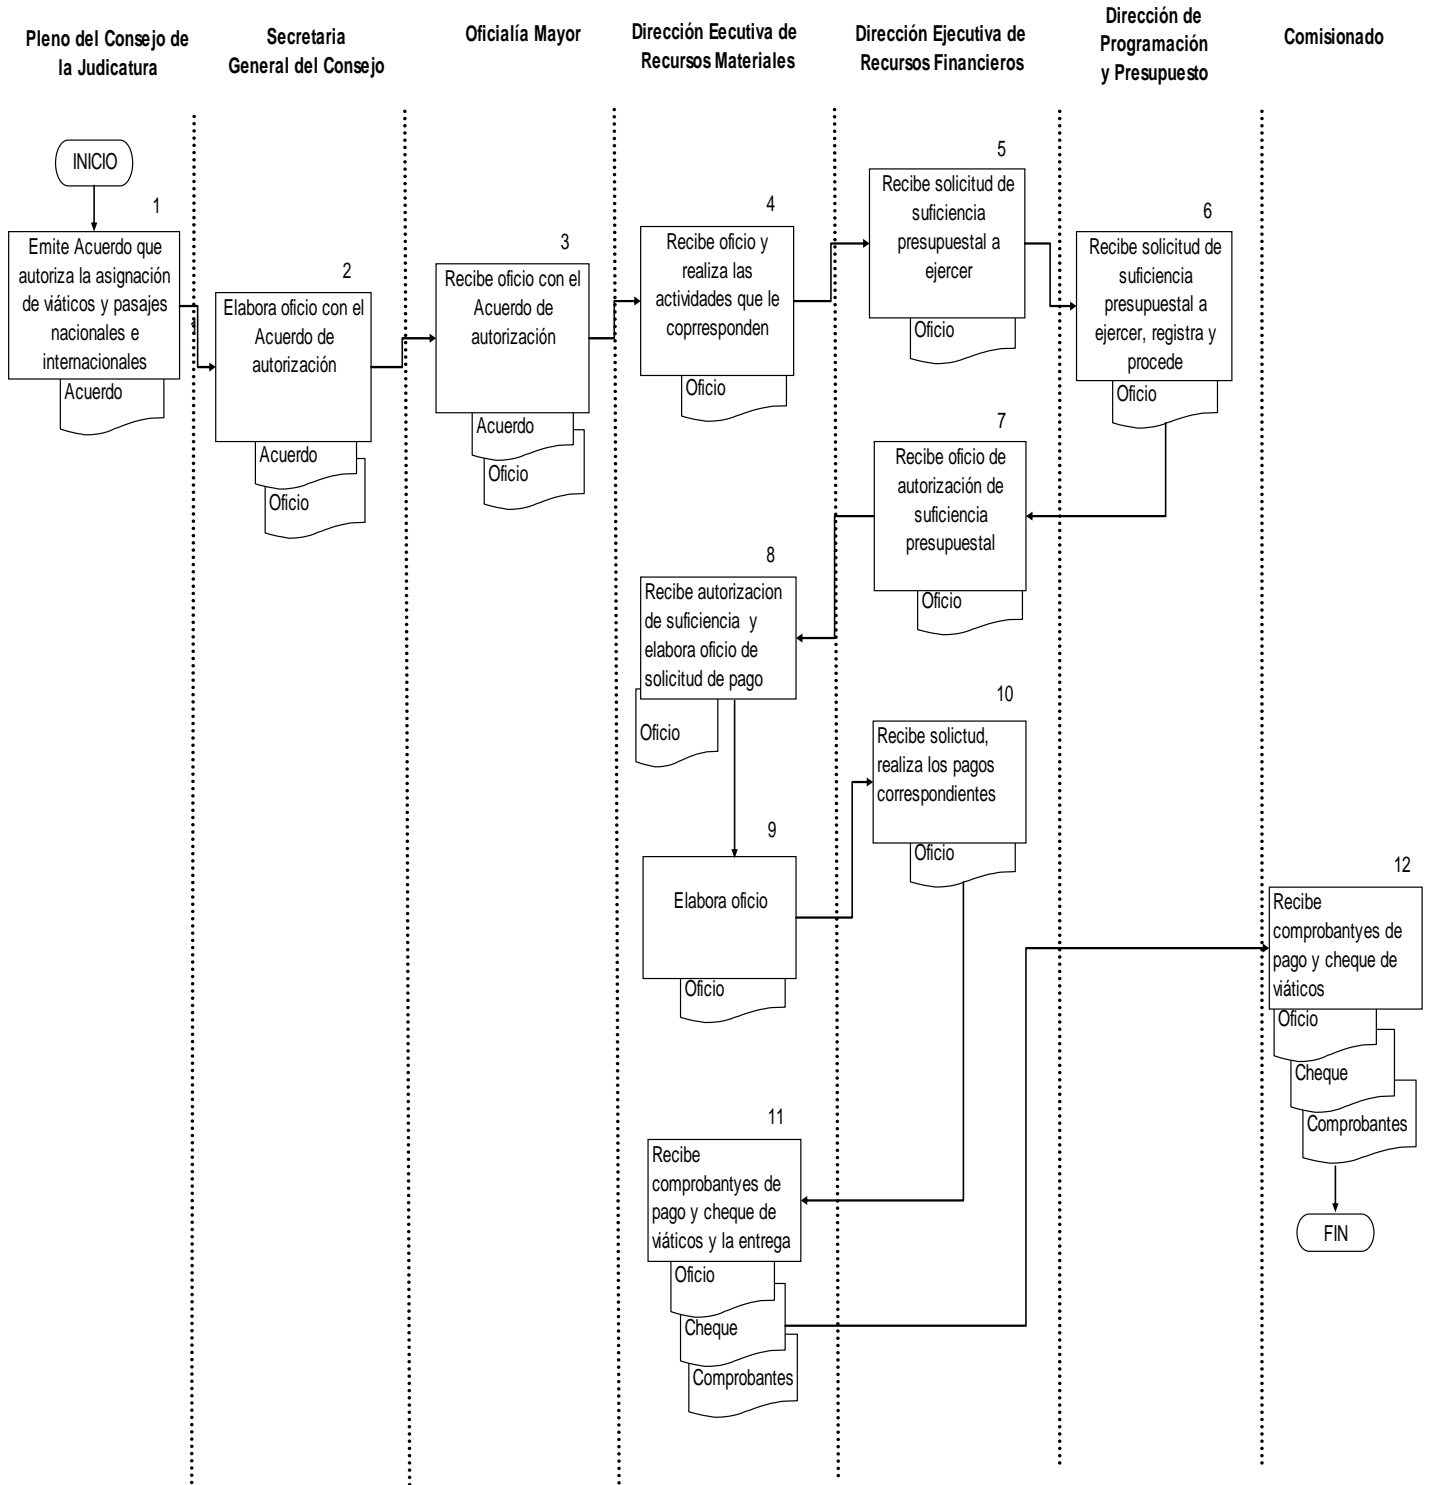 Pleno del Consejo de
la Judicatura
Secretaria
General del Consejo
Oficialía Mayor
Dirección Eecutiva de
Recursos Materiales
Dirección Ejecutiva de
Recursos Financieros
Dirección de
Programación
y Presupuesto
Comisionado
INICIO
1
Emite Acuerdo que
autoriza la asignación
de viáticos y pasajes
nacionales e
internacionales
Acuerdo
1
2
Elabora oficio con el
Acuerdo de
autorización
Acuerdo
Oficio
3
Recibe oficio con el
Acuerdo de
autorización
Acuerdo
Oficio
4
Recibe oficio y
realiza las
actividades que le
coprresponden
Oficio
5
Recibe solicitud de
suficiencia
presupuestal a
ejercer
Oficio
6
Recibe solicitud de
suficiencia
presupuestal a
ejercer, registra y
procede
Oficio
7
Recibe oficio de
autorización de
suficiencia
presupuestal
Oficio
8
Recibe autorizacion
de suficiencia y
elabora oficio de
solicitud de pago
Oficio
9
Elabora oficio
Oficio
10
Recibe solictud,
realiza los pagos
correspondientes
Oficio
11
Recibe
comprobantyes de
pago y cheque de
viáticos y la entrega
Oficio
Cheque
Comprobantes
12
Recibe
comprobantyes de
pago y cheque de
viáticos
Oficio
Cheque
Comprobantes
FIN